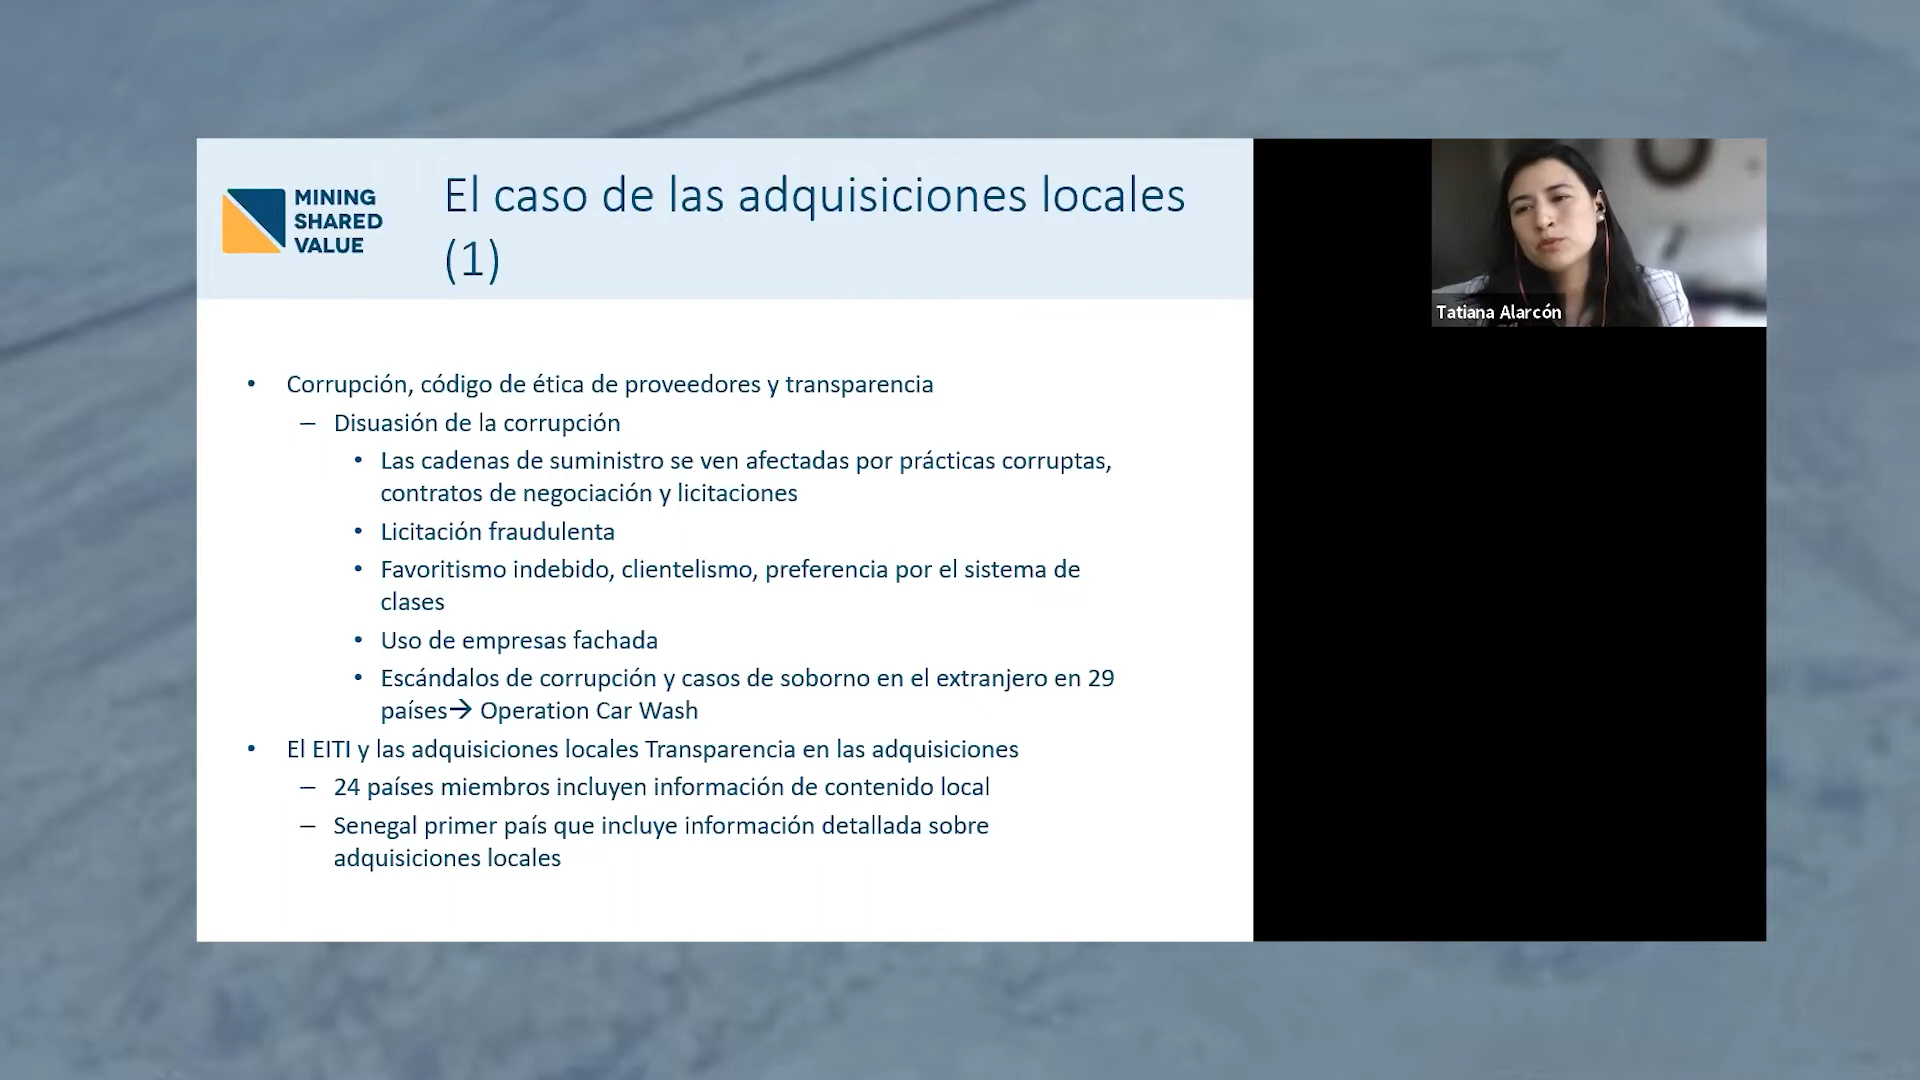 MINING
SHARED
VALUE
El caso de las adquisiciones locales
(1)
Tatiana Alarcón
• Corrupción, código de ética de proveedores y transparencia
– Disuasión de la corrupción
• Las cadenas de suministro se ven afectadas por prácticas corruptas,
contratos de negociación y licitaciones
• Licitación fraudulenta
• Favoritismo indebido, clientelismo, preferencia por el sistema de
clases
• Uso de empresas fachada
• Escándalos de corrupción y casos de soborno en el extranjero en 29
países→ Operation Car Wash
• El EITI y las adquisiciones locales Transparencia en las adquisiciones
– 24 países miembros incluyen información de contenido local
– Senegal primer país que incluye información detallada sobre
adquisiciones locales